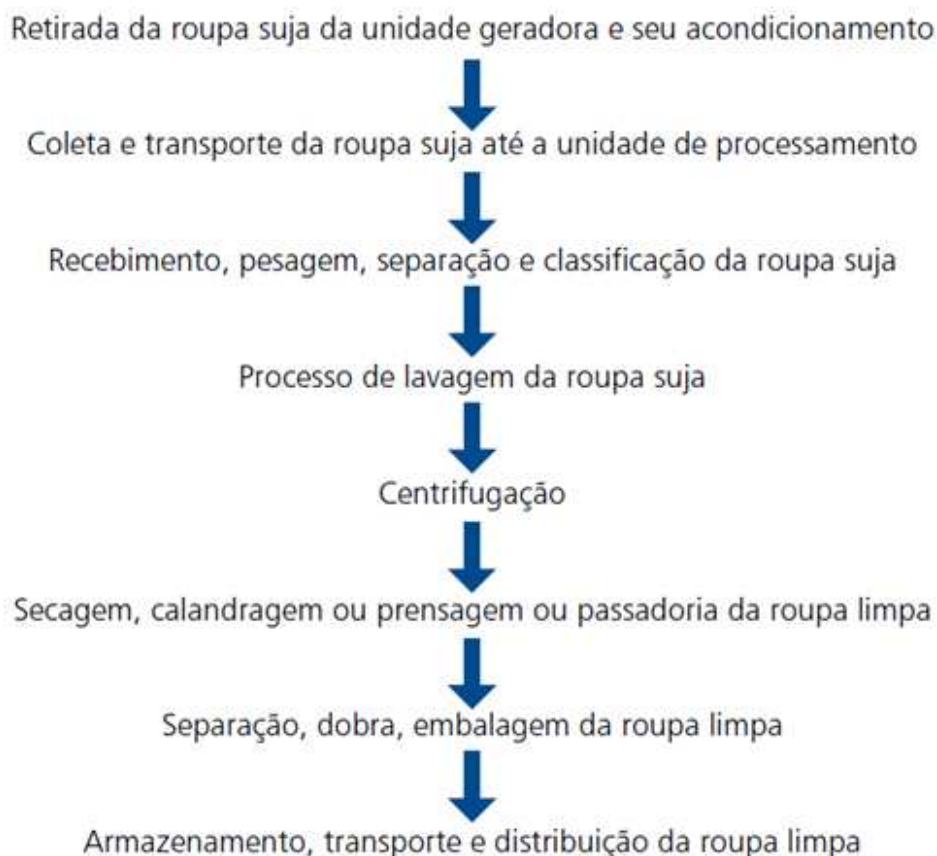 Retirada da roupa suja da unidade geradora e seu acondicionamento
Coleta e transporte da roupa suja até a unidade de processamento
Recebimento, pesagem, separação e classificação da roupa suja
Processo de lavagem da roupa suja
Centrifugação
Secagem, calandragem ou prensagem ou passadoria da roupa limpa
Separação, dobra, embalagem da roupa limpa
Armazenamento, transporte e distribuição da roupa limpa